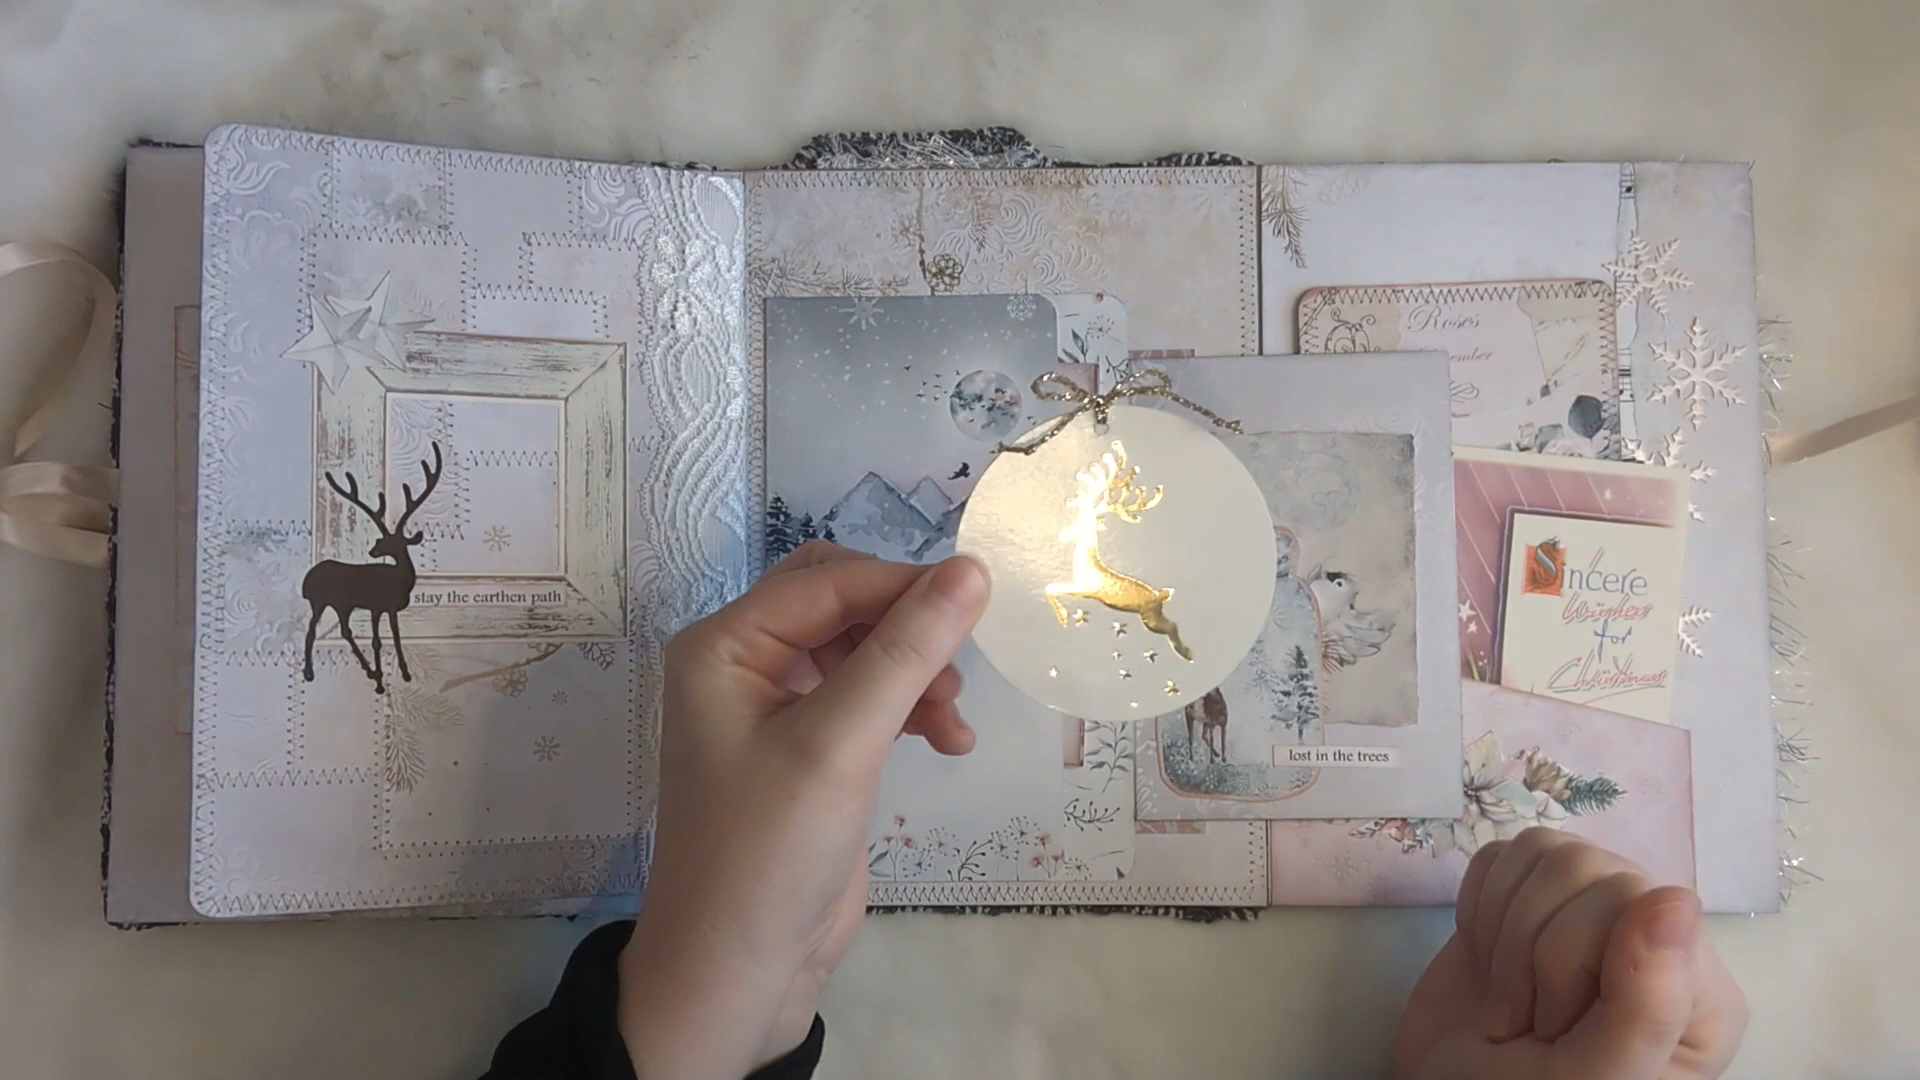 stay the earthen path
Roses
lost in the trees
Sincere
Wishes
for
Christmas